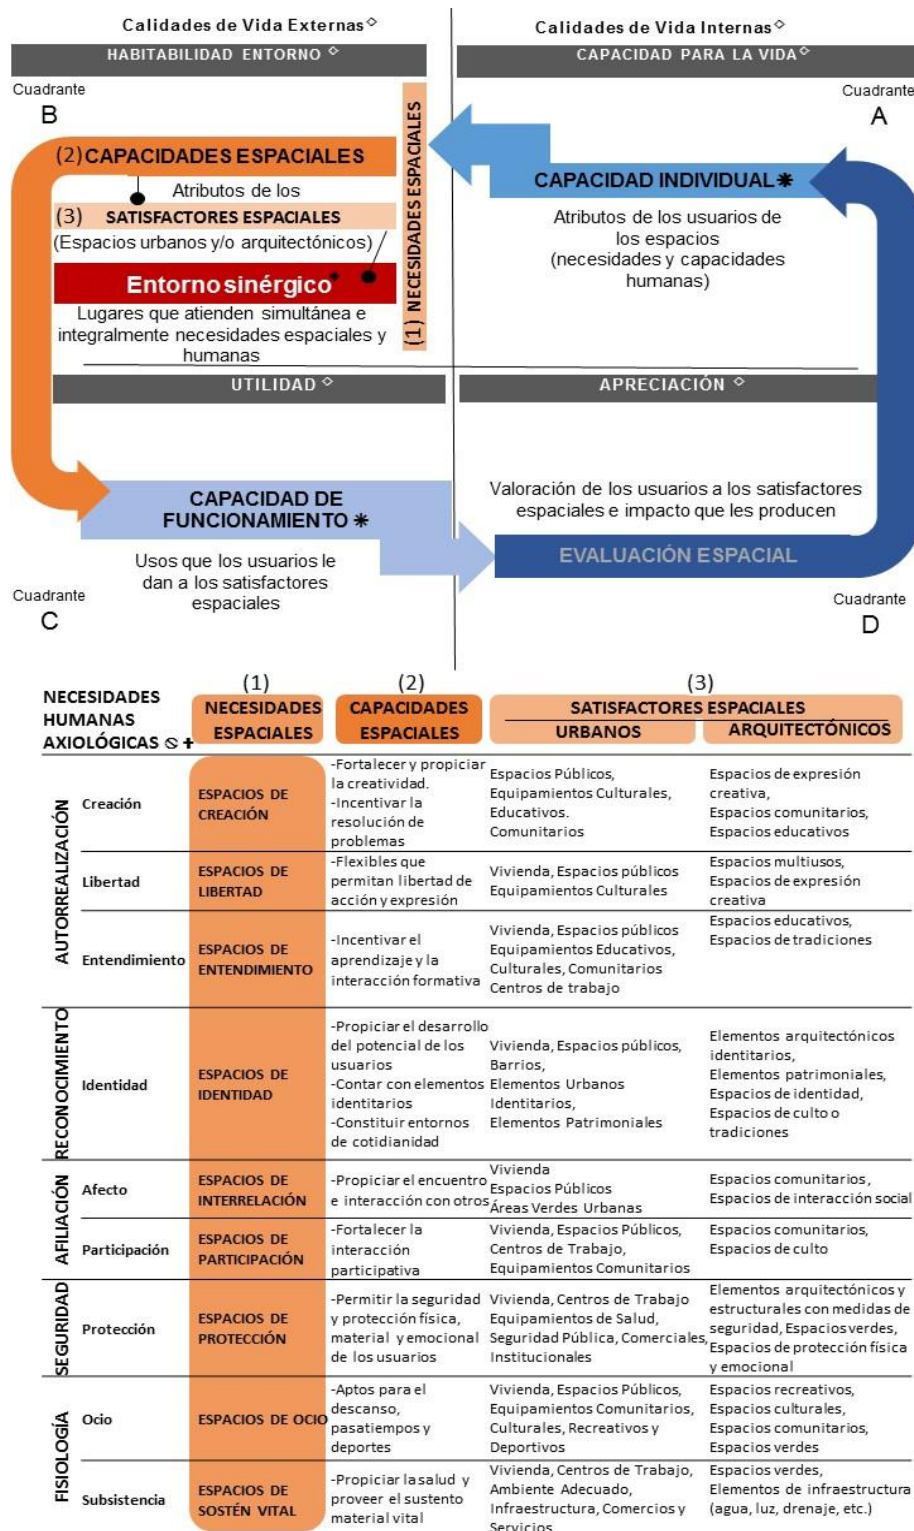 Calidades de Vida Externas◇
HABITABILIDAD ENTORNO ◇
Cuadrante
B
(2) CAPACIDADES ESPACIALES
Atributos de los
(3) SATISFACTORES ESPACIALES
(Espacios urbanos y/o arquitectónicos)
Entorno sinérgico
Lugares que atienden simultánea e
integralmente necesidades espaciales y
humanas
(1) NECESIDADES ESPACIALES
Calidades de Vida Internas◇
CAPACIDAD PARA LA VIDA◇
Cuadrante
A
CAPACIDAD INDIVIDUAL ✳
Atributos de los usuarios de
los espacios
(necesidades y capacidades
humanas)
UTILIDAD ◇
CAPACIDAD DE
FUNCIONAMIENTO ✳
Usos que los usuarios le
dan a los satisfactores
espaciales
Cuadrante
C
APRECIACIÓN ◇
Valoración de los usuarios a los satisfactores
espaciales e impacto que les producen
EVALUACIÓN ESPACIAL
Cuadrante
D
NECESIDADES
HUMANAS
AXIOLÓGICAS ⦸ +
(1)
NECESIDADES
ESPACIALES
(2)
CAPACIDADES
ESPACIALES
(3)
SATISFACTORES ESPACIALES
URBANOS
ARQUITECTÓNICOS
AUTORREALIZACIÓN
Creación
ESPACIOS DE
CREACIÓN
-Fortalecer y propiciar
la creatividad.
-Incentivar la
resolución de
problemas
Espacios Públicos,
Equipamientos Culturales,
Educativos.
Comunitarios
Espacios de expresión
creativa,
Espacios comunitarios,
Espacios educativos
Libertad
ESPACIOS DE
LIBERTAD
-Flexibles que
permitan libertad de
acción y expresión
Vivienda, Espacios públicos
Equipamientos Culturales
Espacios multiusos,
Espacios de expresión
creativa
Entendimiento
ESPACIOS DE
ENTENDIMIENTO
-Incentivar el
aprendizaje y la
interacción formativa
Vivienda, Espacios públicos
Equipamientos Educativos,
Culturales, Comunitarios
Centros de trabajo
Espacios educativos,
Espacios de tradiciones
RECONOCIMIENTO
Identidad
ESPACIOS DE
IDENTIDAD
-Propiciar el desarrollo
del potencial de los
usuarios
-Contar con elementos
identitarios
-Constituir entornos
de cotidianidad
Vivienda, Espacios públicos,
Barrios,
Elementos Urbanos
Identitarios,
Elementos Patrimoniales
Elementos arquitectónicos
identitarios,
Elementos patrimoniales,
Espacios de identidad,
Espacios de culto o
tradiciones
AFILIACIÓN
Afecto
ESPACIOS DE
INTERRELACIÓN
-Propiciar el encuentro
e interacción con otros
Vivienda
Espacios Públicos
Áreas Verdes Urbanas
Espacios comunitarios,
Espacios de interacción social
Participación
ESPACIOS DE
PARTICIPACIÓN
-Fortalecer la
interacción
participativa
Vivienda, Espacios Públicos,
Centros de Trabajo,
Equipamientos Comunitarios
Espacios comunitarios,
Espacios de culto
SEGURIDAD
Protección
ESPACIOS DE
PROTECCIÓN
-Permitir la seguridad
y protección física,
material y emocional
de los usuarios
Vivienda, Centros de Trabajo
Equipamientos de Salud,
Seguridad Pública, Comerciales,
Institucionales
Elementos arquitectónicos y
estructurales con medidas de
seguridad, Espacios verdes,
Espacios de protección física
y emocional
FISIOLOGÍA
Ocio
ESPACIOS DE OCIO
-Aptos para el
descanso,
pasatiempos y
deportes
Vivienda, Espacios Públicos,
Equipamientos Comunitarios,
Culturales, Recreativos y
Deportivos
Espacios recreativos,
Espacios culturales,
Espacios comunitarios,
Espacios verdes
Subsistencia
ESPACIOS DE
SOSTÉN VITAL
-Propiciar la salud y
proveer el sustento
material vital
Vivienda, Centros de Trabajo,
Ambiente Adecuado,
Infraestructura, Comercios y
Servicios
Espacios verdes,
Elementos de infraestructura
(agua, luz, drenaje, etc.)